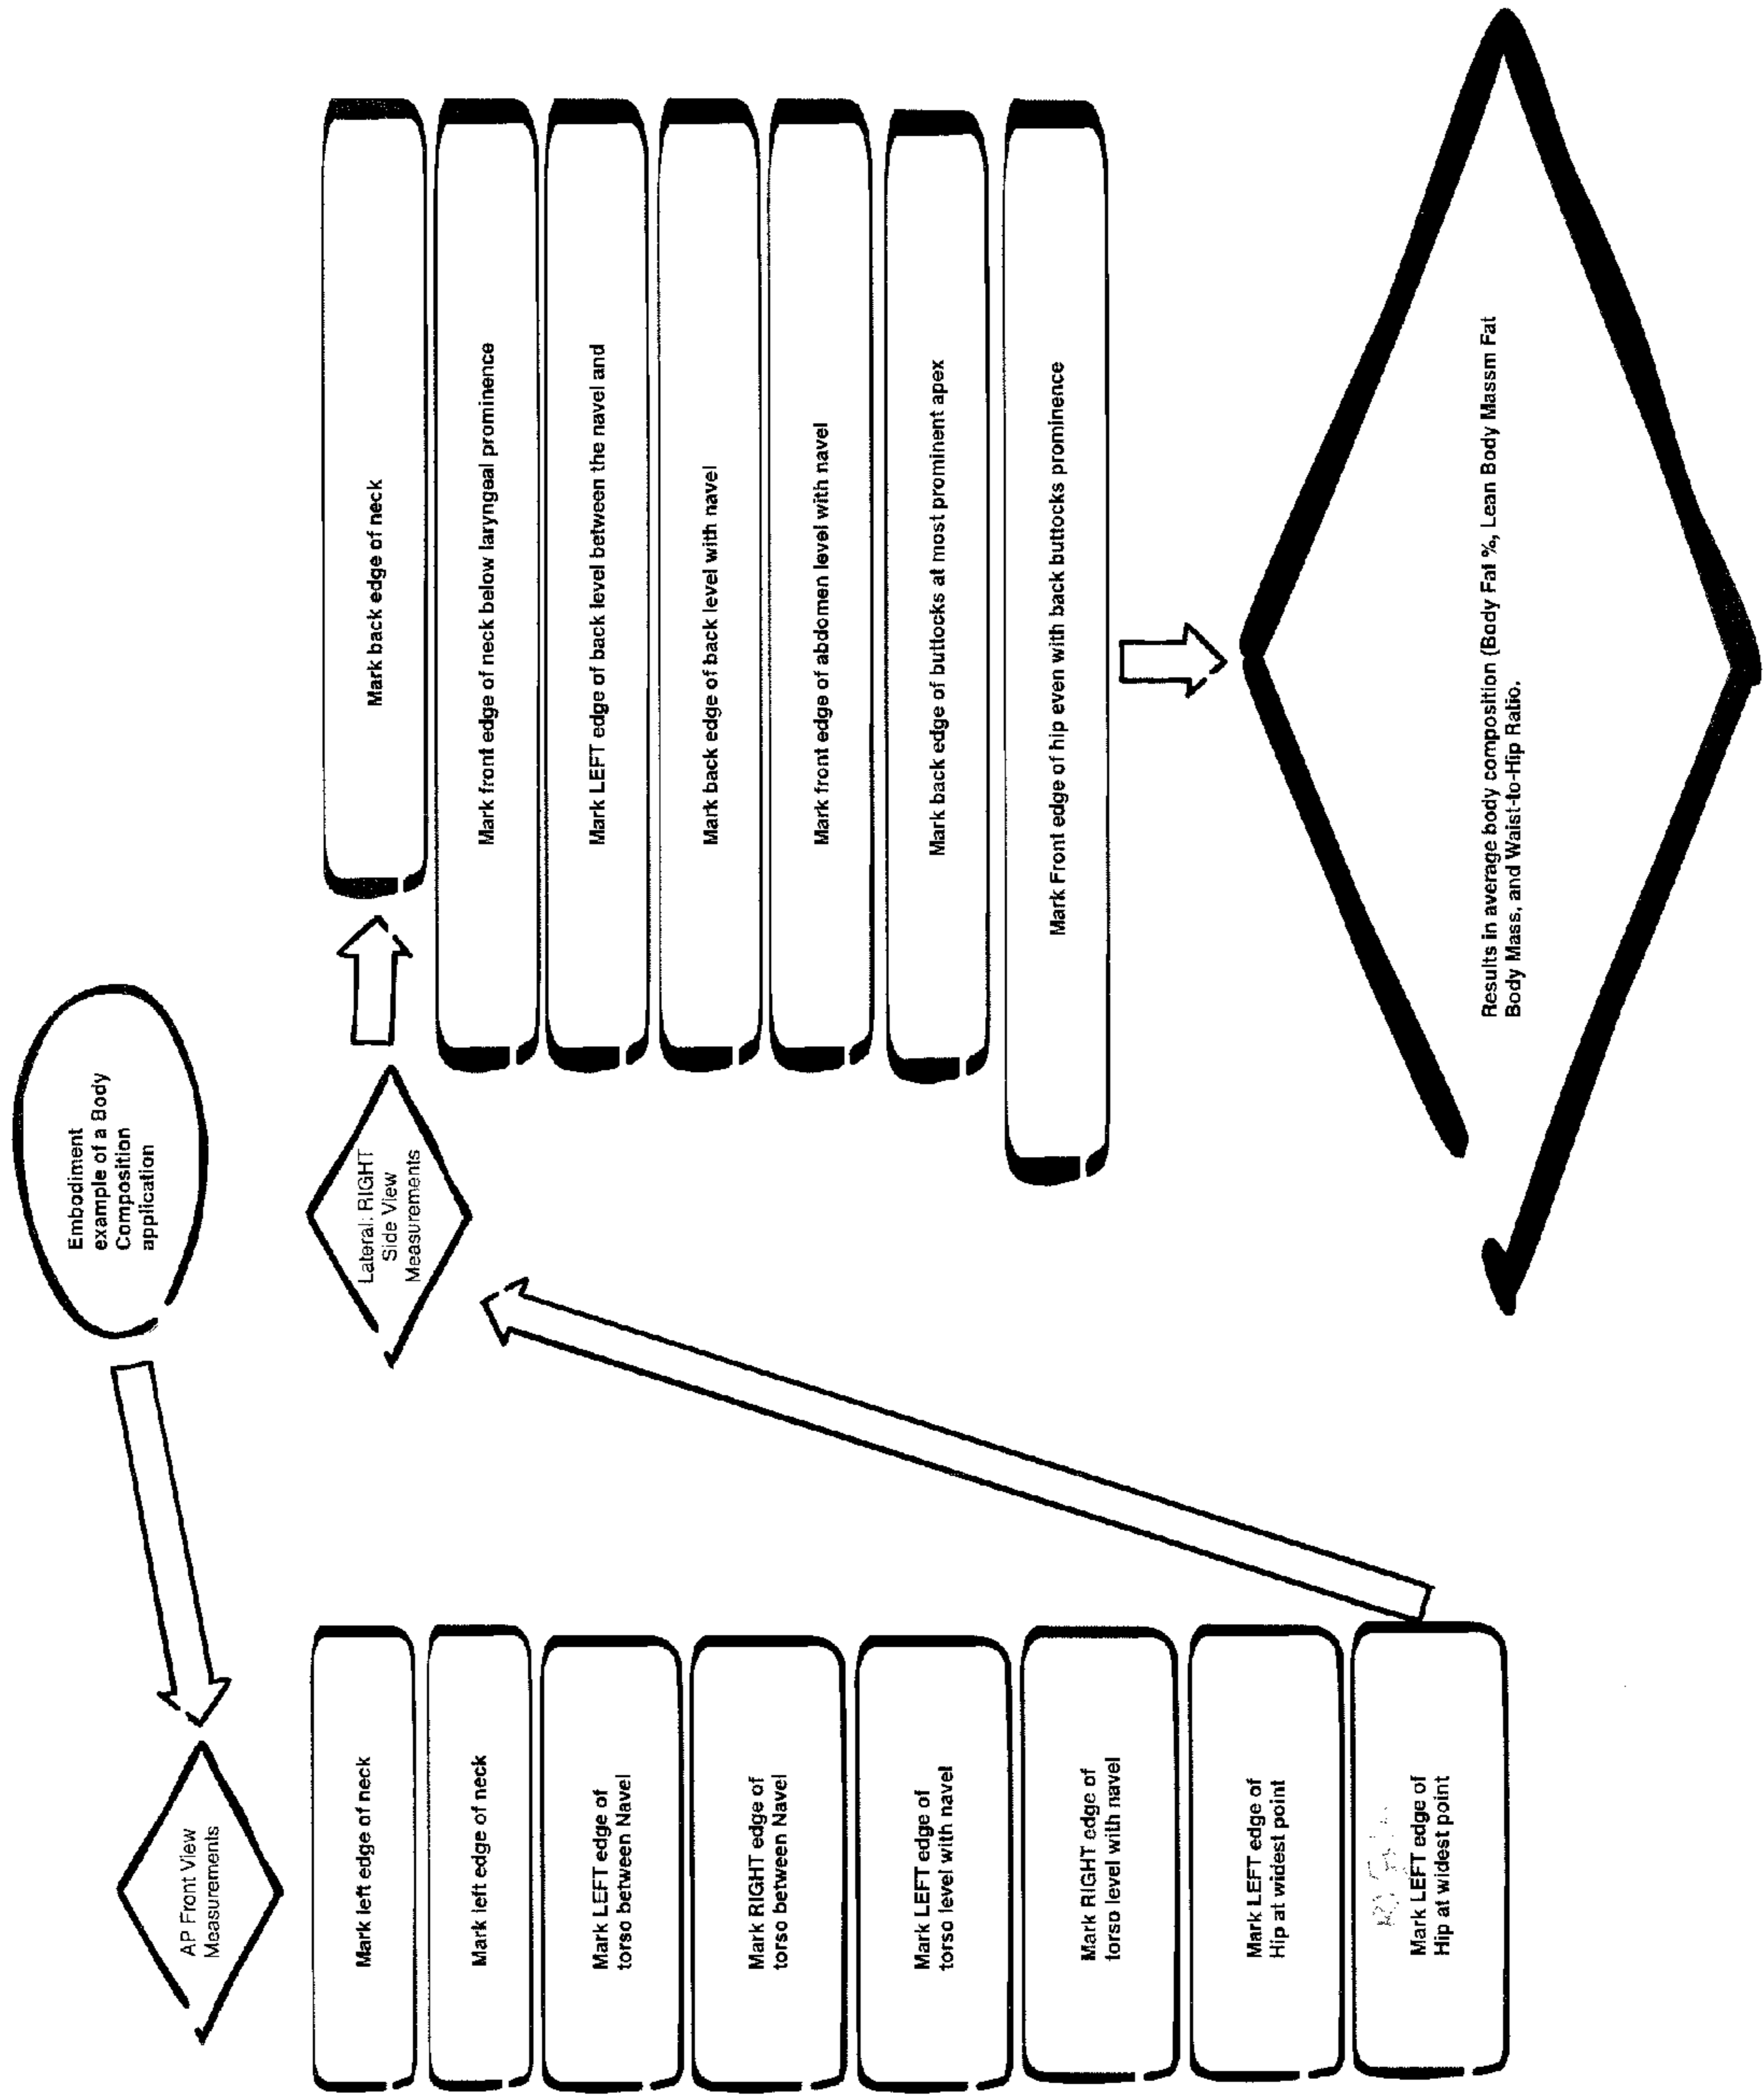 Embodiment
example of a Body
Composition
application
AP Front View
Measurements
Mark left edge of neck
Mark left edge of neck
Mark LEFT edge of
torso between Navel
Mark RIGHT edge of
torso between Navel
Mark LEFT edge of
torso level with navel
Mark RIGHT edge of
torso level with navel
Mark LEFT edge of
Hip at widest point
Mark LEFT edge of
Hip at widest point
Lateral: RIGHT
Side View
Measurements
Mark back edge of neck
Mark front edge of neck below laryngeal prominence
Mark LEFT edge of back level between the navel and
Mark back edge of back level with navel
Mark front edge of abdomen level with navel
Mark back edge of buttocks at most prominent apex
Mark Front edge of hip even with back buttocks prominence
Results in average body composition (Body Fat %, Lean Body Massm Fat
Body Mass, and Waist-to-Hip Ratio.